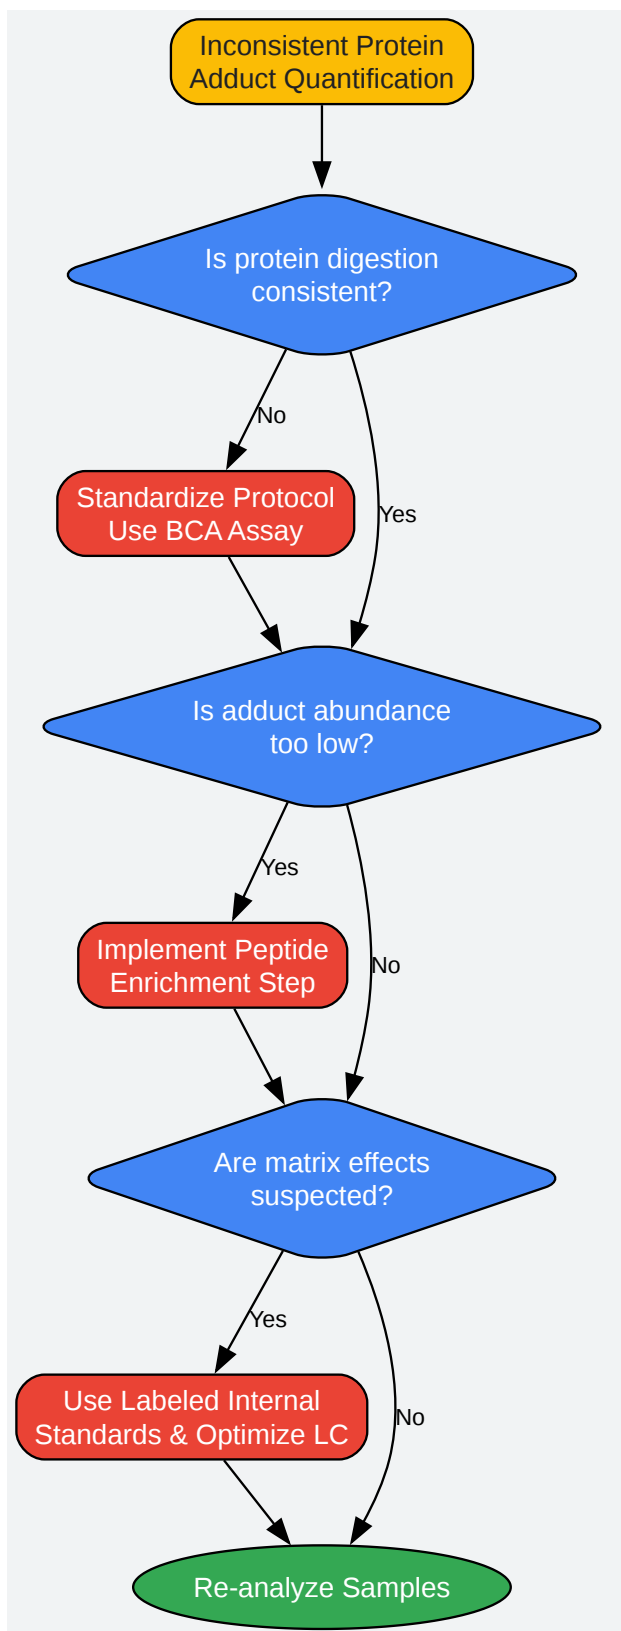 Inconsistent Protein
Adduct Quantification
Is protein digestion
consistent?
No
Standardize Protocol
Use BCA Assay
Yes
Is adduct abundance
too low?
Yes
Implement Peptide
Enrichment Step
No
Are matrix effects
suspected?
Yes
Use Labeled Internal
Standards & Optimize LC
No
Re-analyze Samples